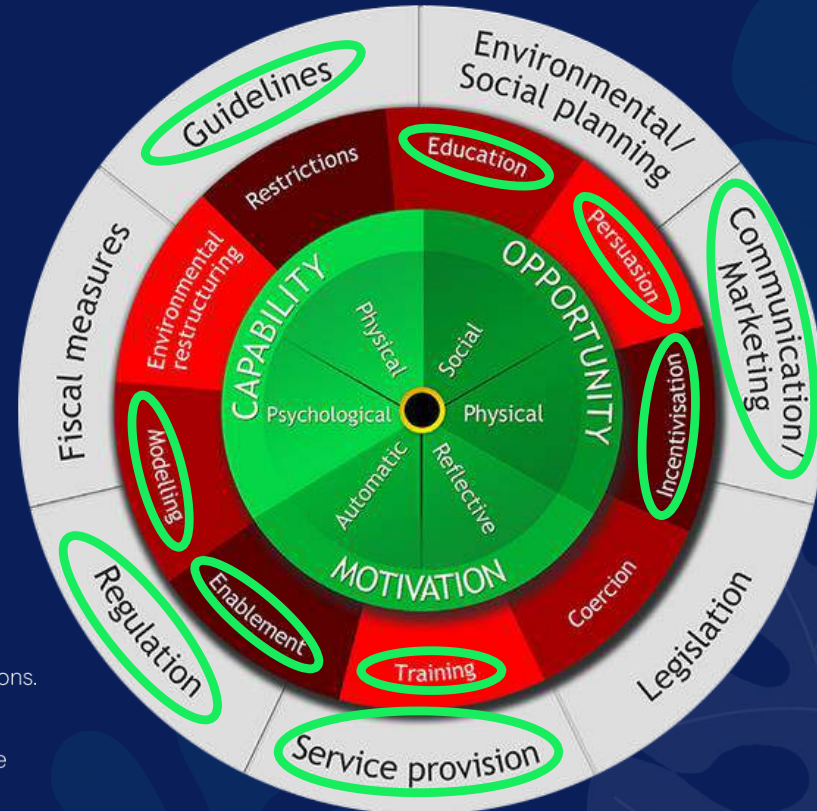 Guidelines
Environmental/
Social planning
Communication/
Marketing
Legislation
Service provision
Regulation
Fiscal measures
Restrictions
Education
Persuasion
Incentivisation
Coercion
Training
Enablement
Modelling
Environmental
restructuring
CAPABILITY
OPPORTUNITY
MOTIVATION
Physical
Social
Psychological
Physical
Automatic
Reflective
ons.
e